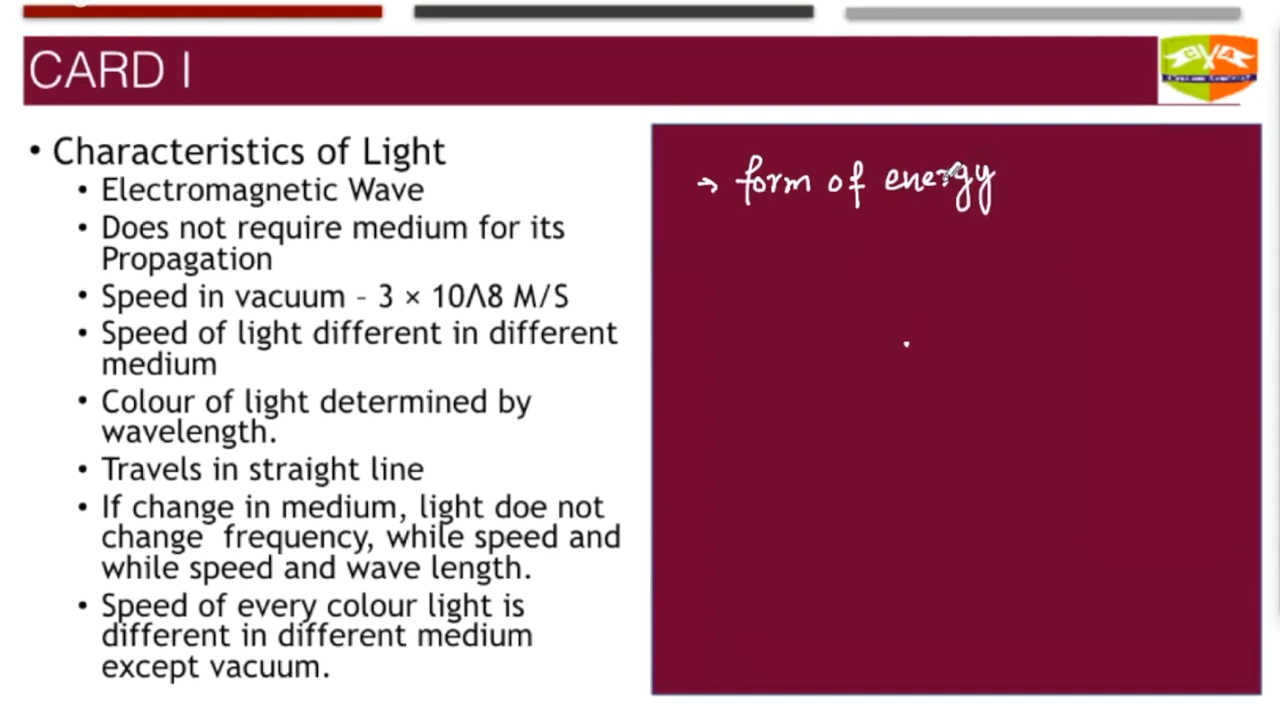 CARD I
• Characteristics of Light
• Electromagnetic Wave
• Does not require medium for its
Propagation
• Speed in vacuum – 3 × 10Λ8 M/S
• Speed of light different in different
medium
• Colour of light determined by
wavelength.
• Travels in straight line
• If change in medium, light doe not
change frequency, while speed and
while speed and wave length.
• Speed of every colour light is
different in different medium
except vacuum.
→ form of energy